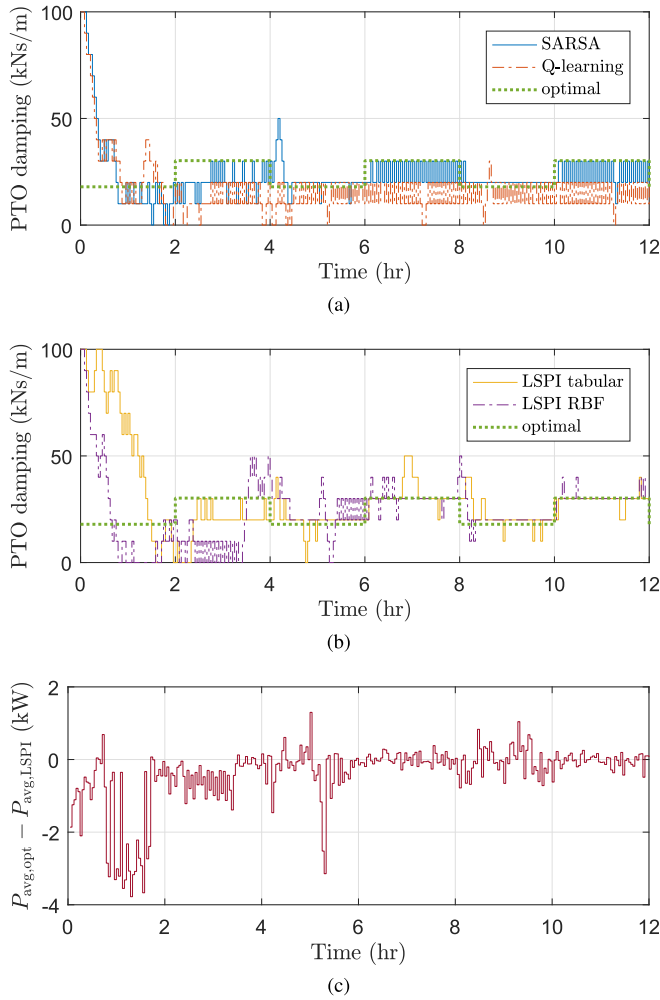 100
50
0
PTO damping (kNs/m)
SARSA
Q-learning
optimal
0 2 4 6 8 10 12
Time (hr)
(a)
100
50
0
PTO damping (kNs/m)
LSPI tabular
LSPI RBF
optimal
0 2 4 6 8 10 12
Time (hr)
(b)
2
0
-2
-4
P_avg,opt − P_avg,LSPI (kW)
0 2 4 6 8 10 12
Time (hr)
(c)